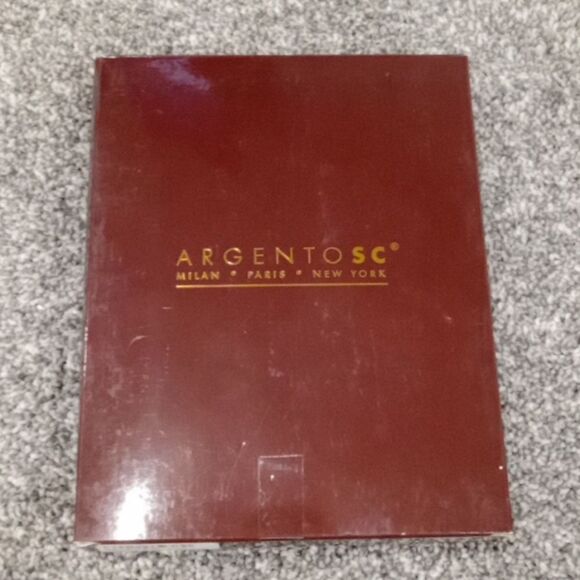 ARGENTOSC®
MILAN • PARIS • NEW YORK